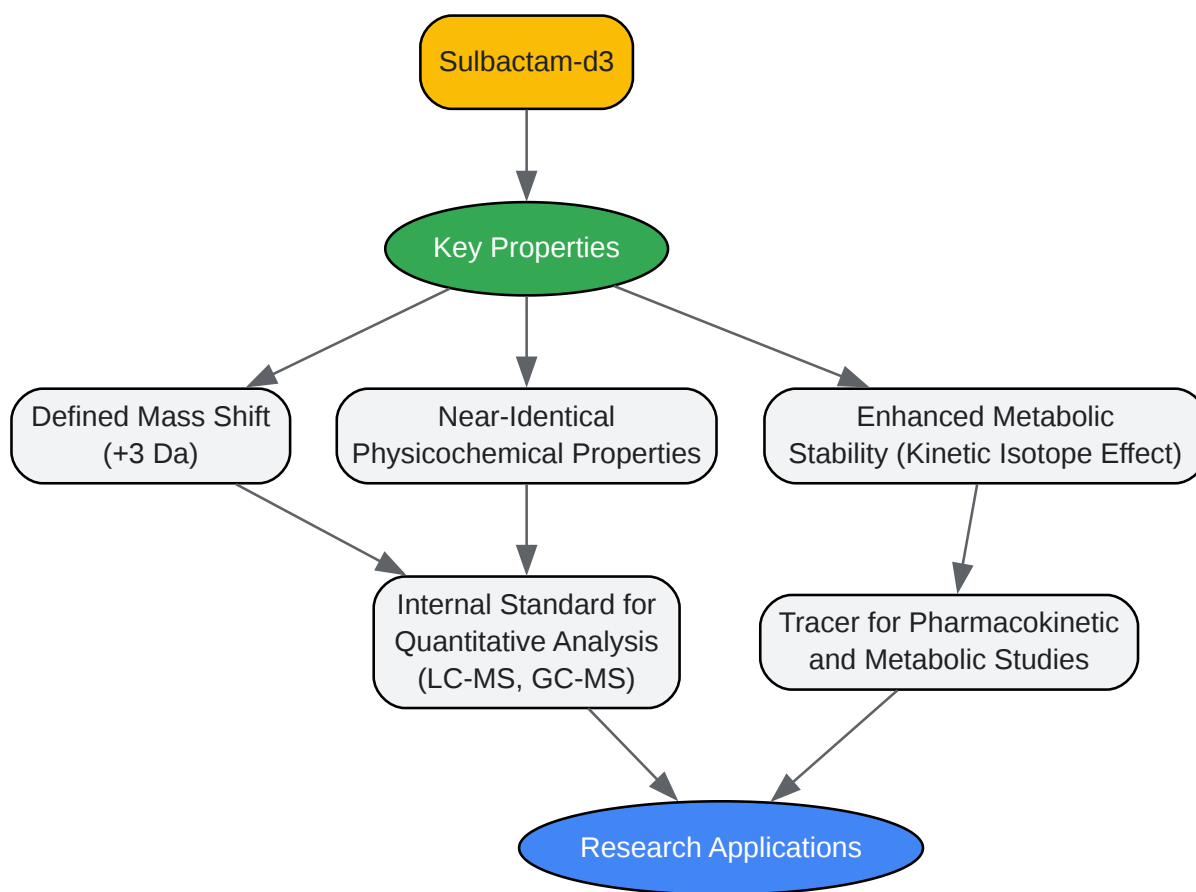 Sulbactam-d3
Key Properties
Defined Mass Shift
(+3 Da)
Near-Identical
Physicochemical Properties
Enhanced Metabolic
Stability (Kinetic Isotope Effect)
Internal Standard for
Quantitative Analysis
(LC-MS, GC-MS)
Tracer for Pharmacokinetic
and Metabolic Studies
Research Applications